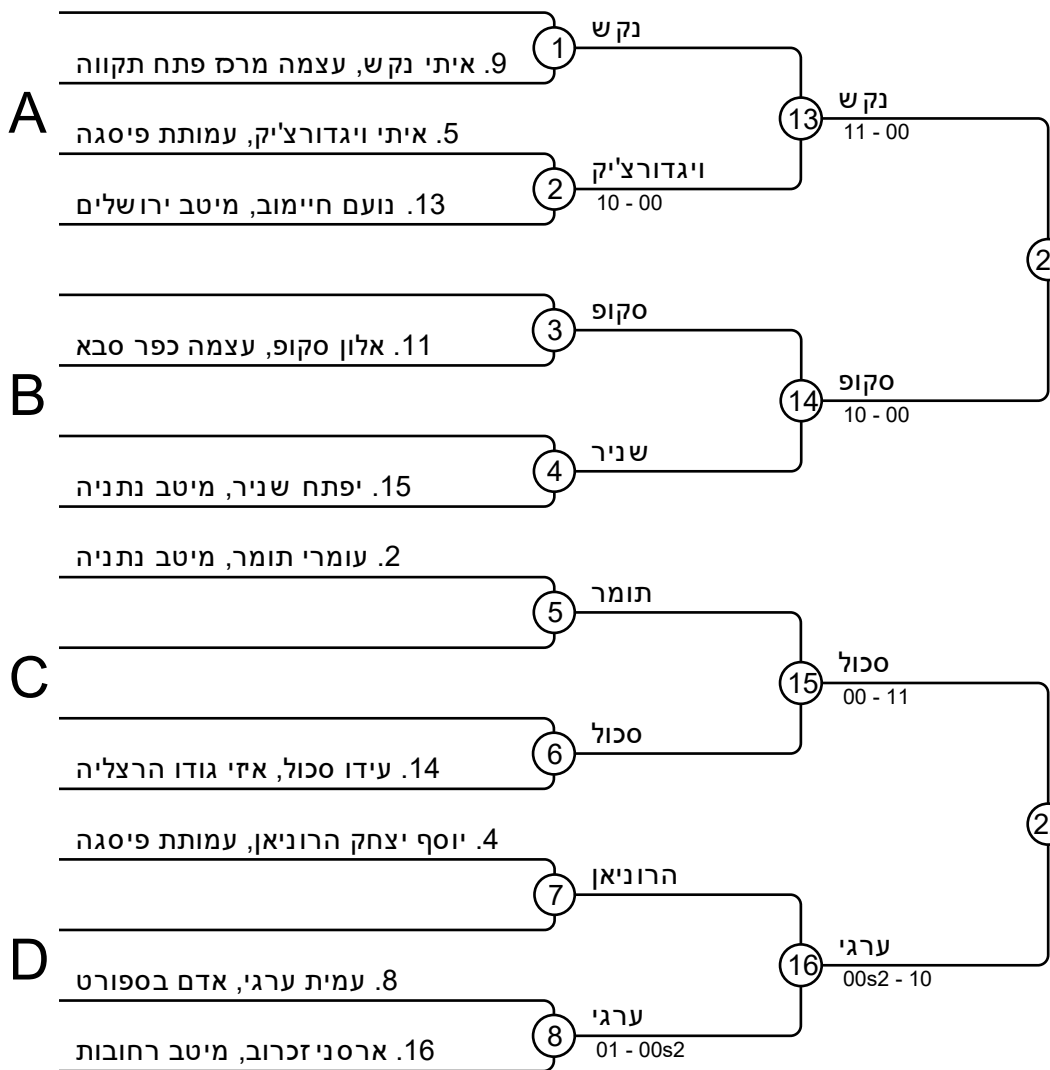 A
9. איתי נקש, עצמה מרכז פתח תקווה
1
נקש
5. איתי ויגדורצ'יק, עמותת פיסגה
13. נועם חיימוב, מיטב ירושלים
2
ויגדורצ'יק
10 - 00
13
נקש
11 - 00
B
11. אלון סקופ, עצמה כפר סבא
3
סקופ
15. יפתח שניר, מיטב נתניה
4
שניר
14
סקופ
10 - 00
2
C
2. עומרי תומר, מיטב נתניה
5
תומר
14. עידו סכול, איזי גודו הרצליה
6
סכול
15
סכול
00 - 11
D
4. יוסף יצחק הרוניאן, עמותת פיסגה
7
הרוניאן
8. עמית ערגי, אדם בספורט
16. ארסני זכרוב, מיטב רחובות
8
ערגי
01 - 00s2
16
ערגי
00s2 - 10
2